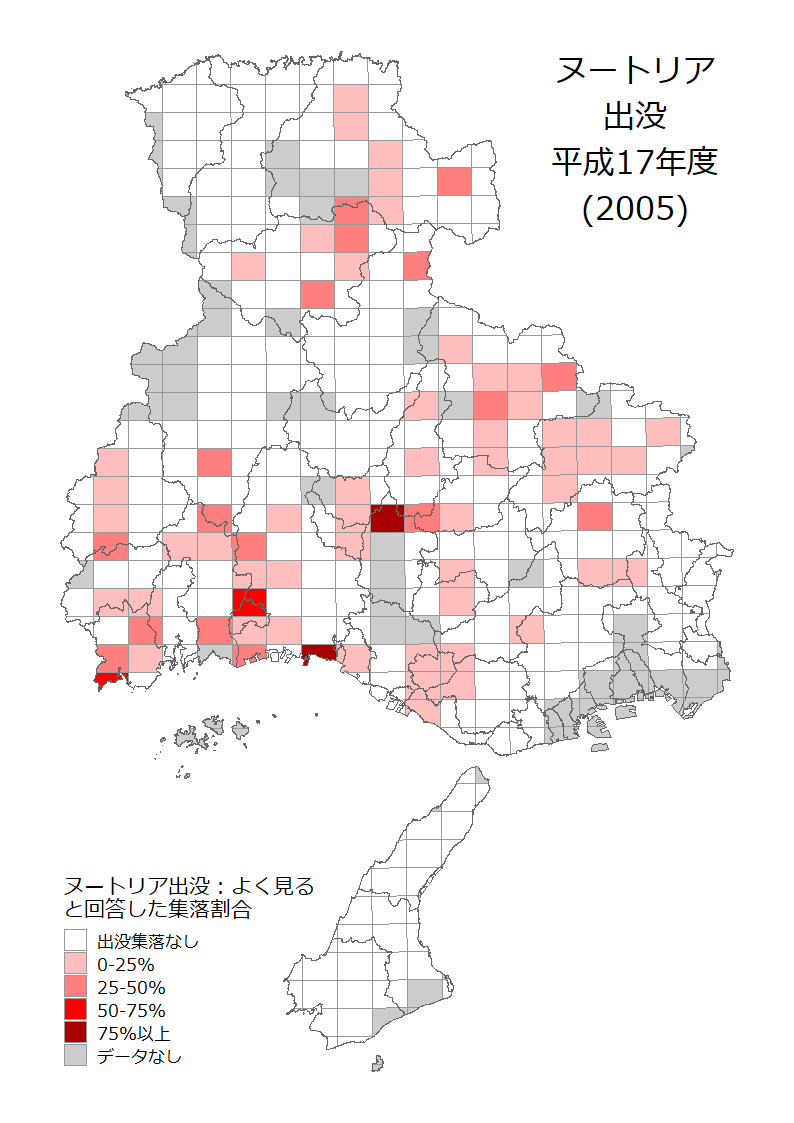 ヌートリア
出没
平成17年度
(2005)
ヌートリア出没：よく見る
と回答した集落割合
出没集落なし
0-25%
25-50%
50-75%
75%以上
データなし